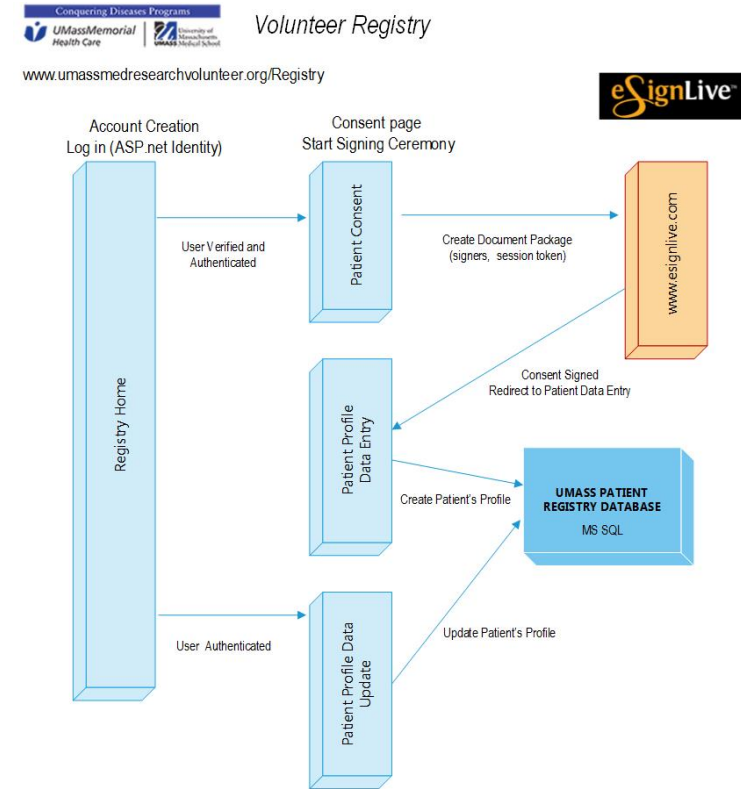 Conquering Diseases Programs
UMassMemorial
Health Care
University of
Massachusetts
UMASS Medical School
Volunteer Registry
www.umassmedresearchvolunteer.org/Registry
eSignLive™
Account Creation
Log in (ASP.net Identity)
Consent page
Start Signing Ceremony
User Verified and
Authenticated
Patient Consent
Create Document Package
(signers, session token)
www.esignlive.com
Consent Signed
Redirect to Patient Data Entry
Registry Home
Patient Profile
Data Entry
Create Patient's Profile
UMASS PATIENT
REGISTRY DATABASE
MS SQL
User Authenticated
Patient Profile Data
Update
Update Patient's Profile